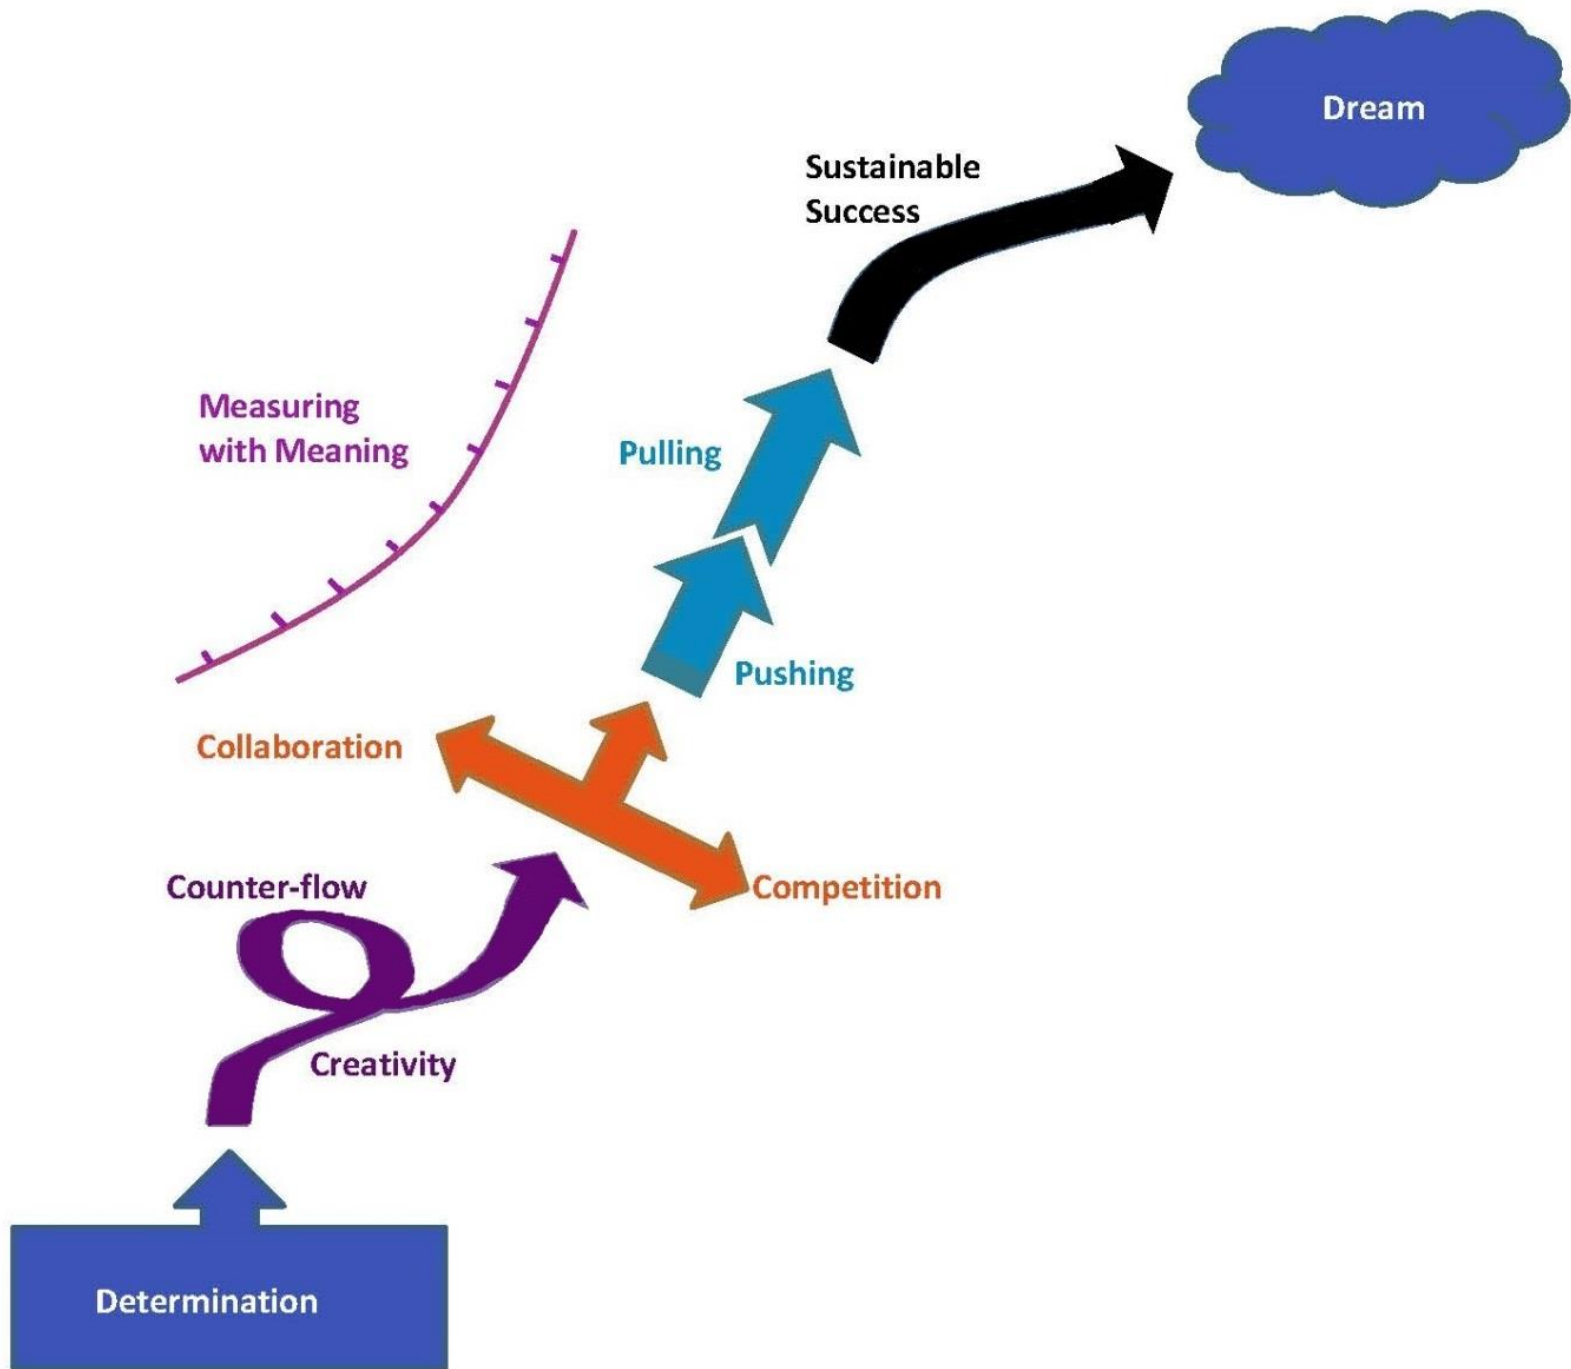 Dream
Sustainable
Success
Measuring
with Meaning
Pulling
Pushing
Collaboration
Competition
Counter-flow
Creativity
Determination